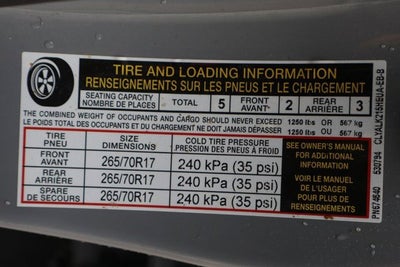 TIRE AND LOADING INFORMATION
RENSEIGNEMENTS SUR LES PNEUS ET LE CHARGEMENT
SEATING CAPACITY
NOMBRE DE PLACES
TOTAL 5
FRONT
AVANT 2
REAR
ARRIÈRE 3
THE COMBINED WEIGHT OF OCCUPANTS AND CARGO SHOULD NEVER EXCEED 1250 lbs OR 567 kg
LE POIDS TOTAL DES OCCUPANTS ET DU CHARGEMENT NE DOIT JAMAIS DÉPASSER 1250 lbs OU 567 kg
TIRE
PNEU
SIZE
DIMENSIONS
COLD TIRE PRESSURE
PRESSION DES PNEUS À FROID
FRONT
AVANT
265/70R17
240 kPa (35 psi)
REAR
ARRIÈRE
265/70R17
240 kPa (35 psi)
SPARE
DE SECOURS
265/70R17
240 kPa (35 psi)
SEE OWNER'S MANUAL
FOR ADDITIONAL
INFORMATION
VOIR LE MANUEL
DE L'USAGER
POUR PLUS DE
RENSEIGNEMENTS
PN674640